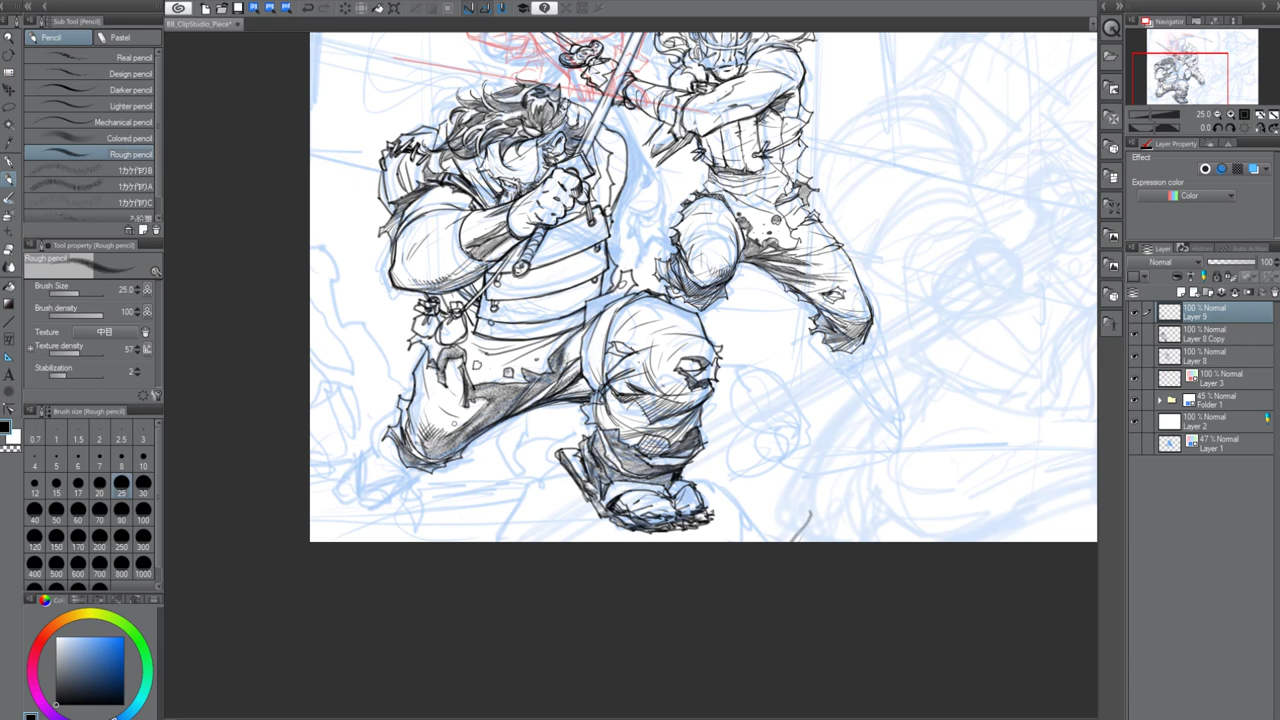 Sub Tool [Pencil]
BB_ClipStudio_Piece*
Navigator
Pencil
Pastel
Real pencil
Design pencil
Darker pencil
Lighter pencil
Mechanical pencil
Colored pencil
Rough pencil
25.0
0.0
Layer Property
Effect
Expression color
Color
Tool property [Rough pencil]
Rough pencil
Brush Size 25.0
Brush density 100
Texture 中目
Texture density 57
Stabilization 2
Layer
Normal 100
100 % Normal
Layer 9
100 % Normal
Layer 8 Copy
100 % Normal
Layer 8
100 % Normal
Layer 3
45 % Normal
Folder 1
100 % Normal
Layer 2
47 % Normal
Layer 1
Brush size [Rough pencil]
0.7 1 1.5 2 2.5 3
4 5 6 7 8 10
12 15 17 20 25 30
40 50 60 70 80 100
120 150 170 200 250 300
400 500 600 700 800 1000